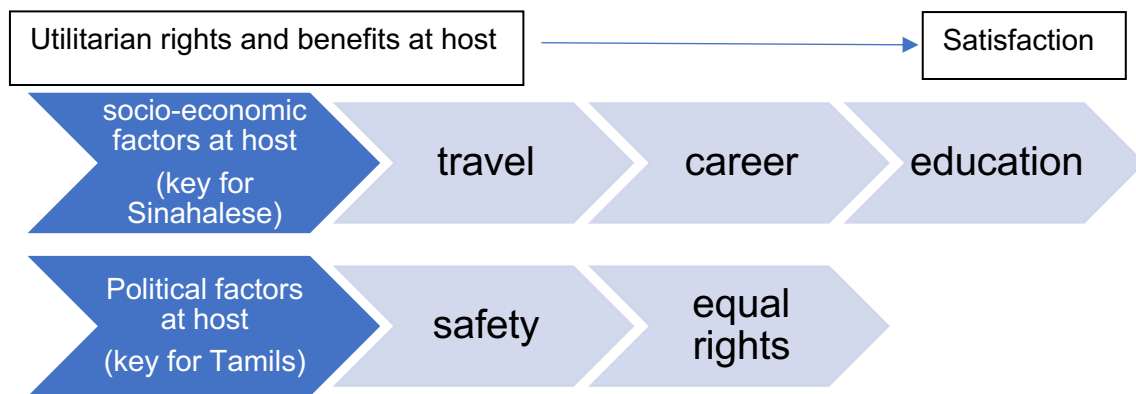 Utilitarian rights and benefits at host
Satisfaction
socio-economic
factors at host
(key for
Sinahalese)
travel
career
education
Political factors
at host
(key for Tamils)
safety
equal
rights